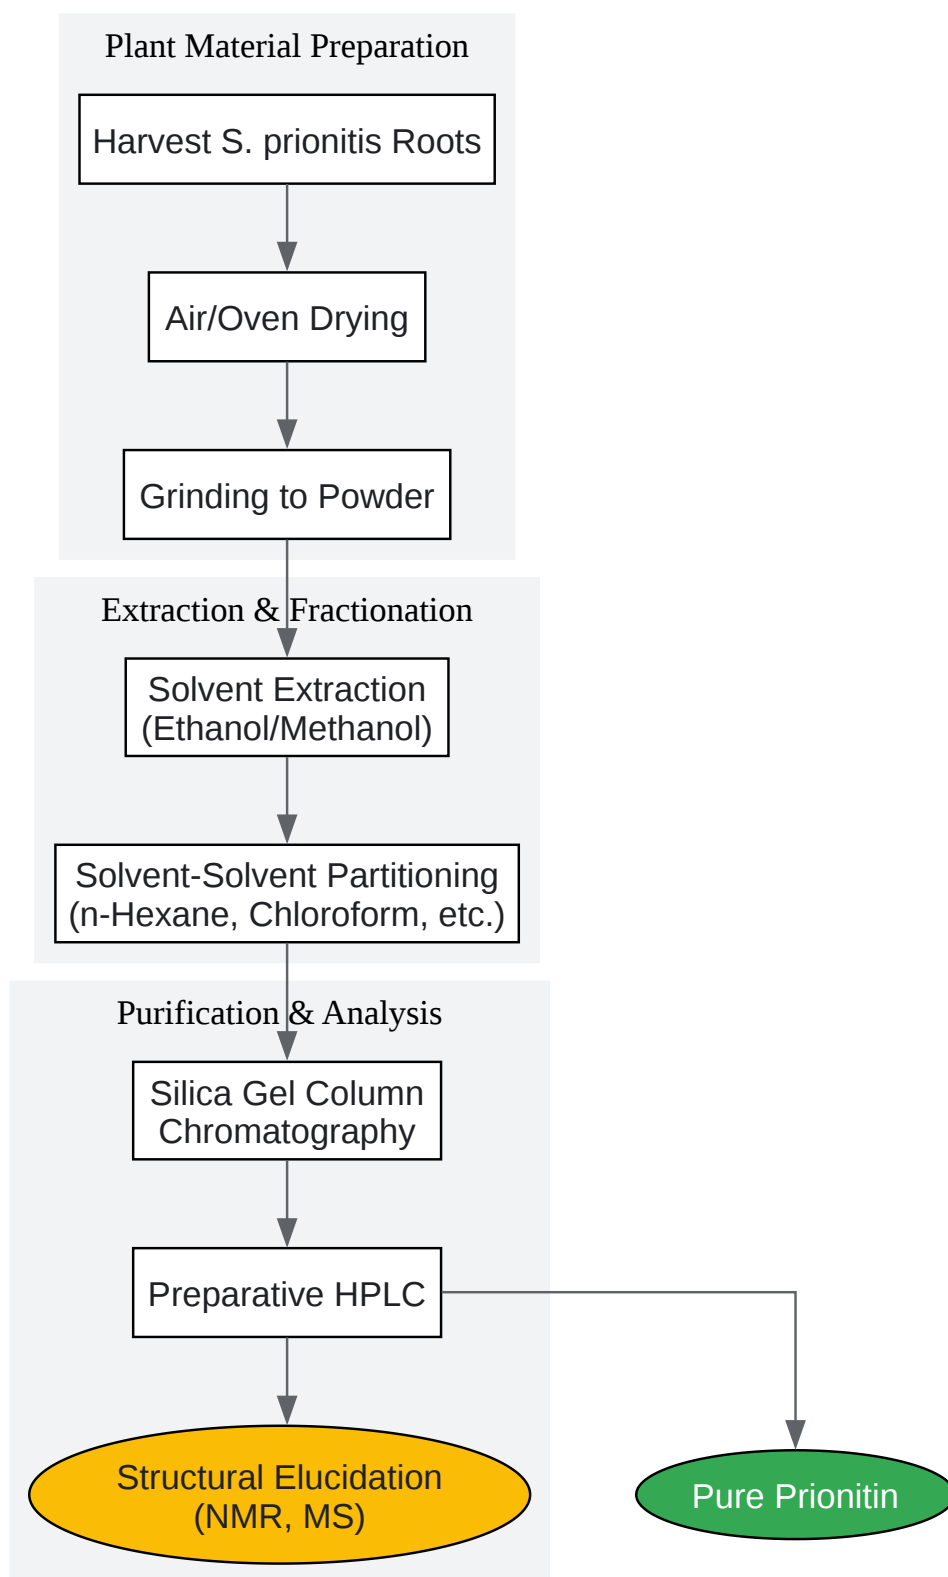 Plant Material Preparation
Harvest S. prionitis Roots
Air/Oven Drying
Grinding to Powder
Extraction & Fractionation
Solvent Extraction
(Ethanol/Methanol)
Solvent-Solvent Partitioning
(n-Hexane, Chloroform, etc.)
Purification & Analysis
Silica Gel Column
Chromatography
Preparative HPLC
Structural Elucidation
(NMR, MS)
Pure Prionitin